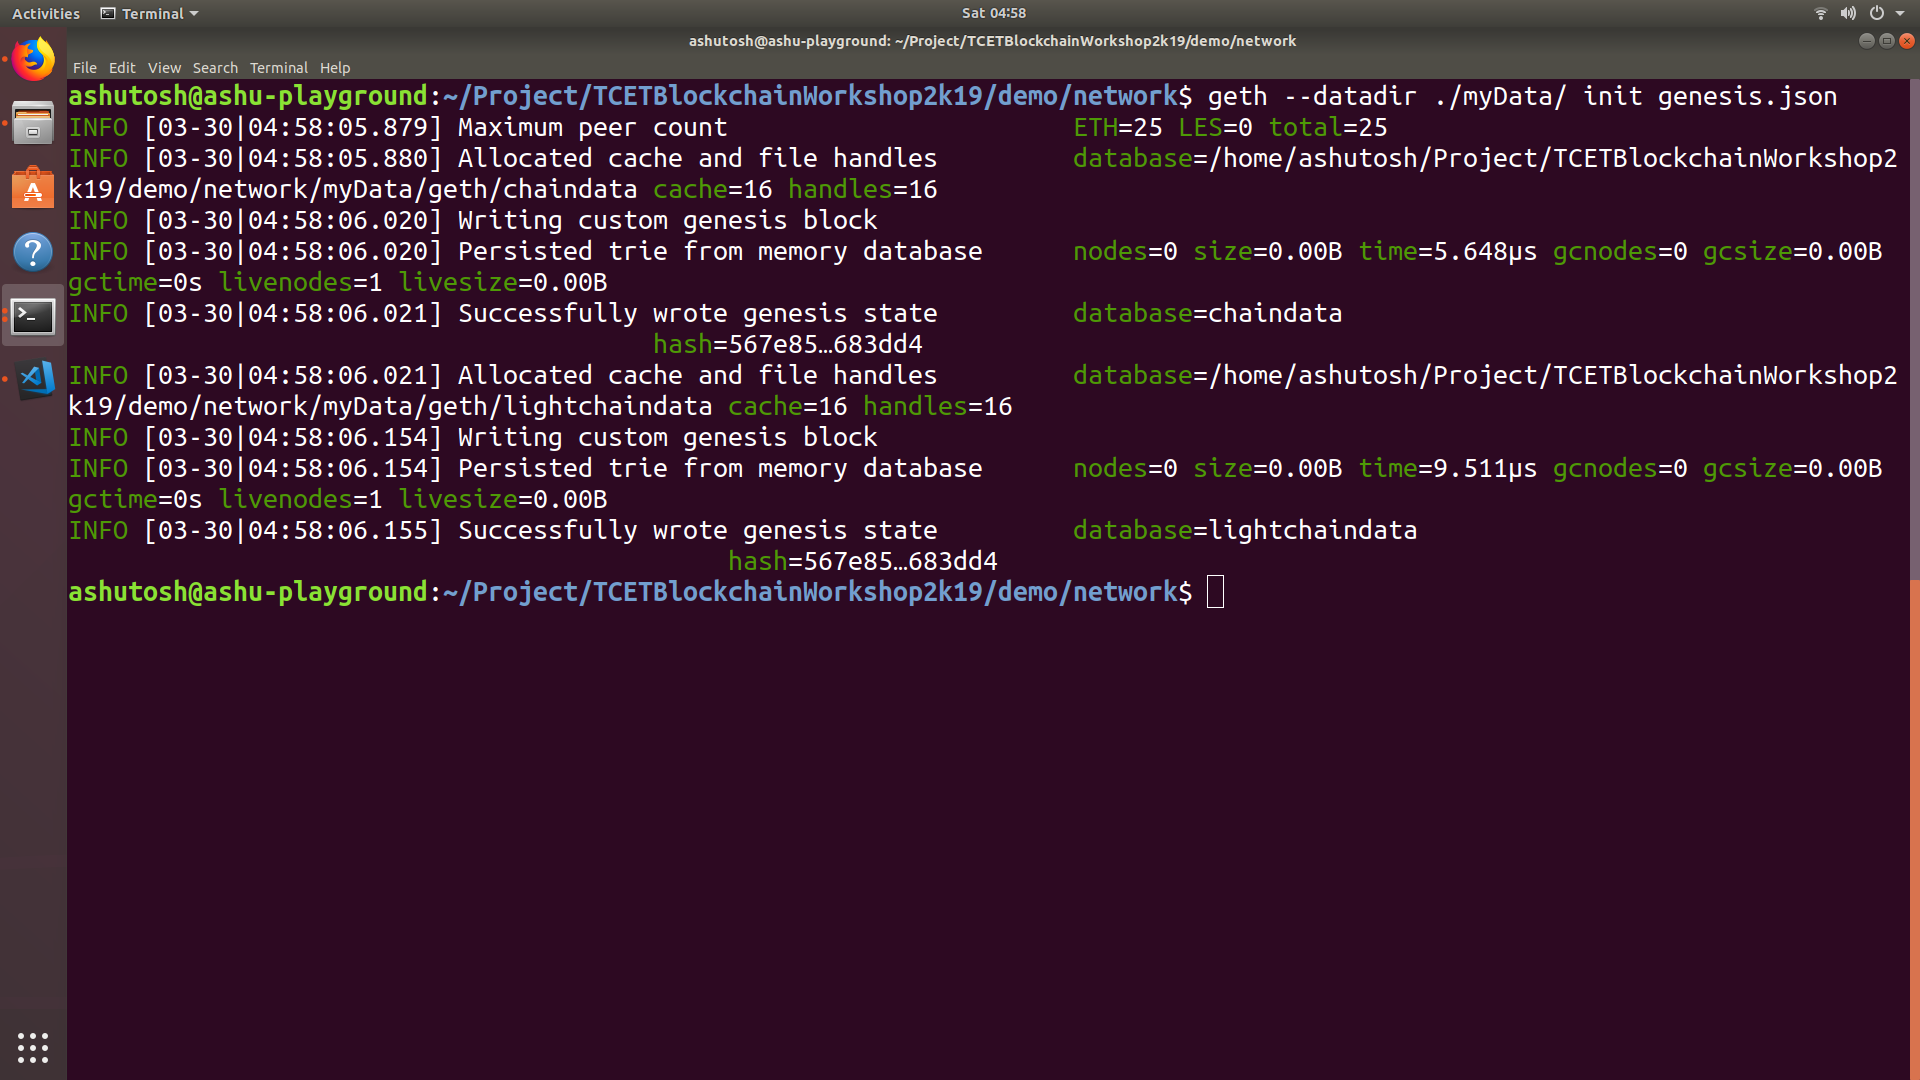 Activities Terminal Sat 04:58
ashutosh@ashu-playground: ~/Project/TCETBlockchainWorkshop2k19/demo/network
File Edit View Search Terminal Help
ashutosh@ashu-playground:~/Project/TCETBlockchainWorkshop2k19/demo/network$ geth --datadir ./myData/ init genesis.json
INFO [03-30|04:58:05.879] Maximum peer count                       ETH=25 LES=0 total=25
INFO [03-30|04:58:05.880] Allocated cache and file handles         database=/home/ashutosh/Project/TCETBlockchainWorkshop2
k19/demo/network/myData/geth/chaindata cache=16 handles=16
INFO [03-30|04:58:06.020] Writing custom genesis block
INFO [03-30|04:58:06.020] Persisted trie from memory database      nodes=0 size=0.00B time=5.648µs gcnodes=0 gcsize=0.00B
gctime=0s livenodes=1 livesize=0.00B
INFO [03-30|04:58:06.021] Successfully wrote genesis state         database=chaindata
hash=567e85…683dd4
INFO [03-30|04:58:06.021] Allocated cache and file handles         database=/home/ashutosh/Project/TCETBlockchainWorkshop2
k19/demo/network/myData/geth/lightchaindata cache=16 handles=16
INFO [03-30|04:58:06.154] Writing custom genesis block
INFO [03-30|04:58:06.154] Persisted trie from memory database      nodes=0 size=0.00B time=9.511µs gcnodes=0 gcsize=0.00B
gctime=0s livenodes=1 livesize=0.00B
INFO [03-30|04:58:06.155] Successfully wrote genesis state         database=lightchaindata
hash=567e85…683dd4
ashutosh@ashu-playground:~/Project/TCETBlockchainWorkshop2k19/demo/network$